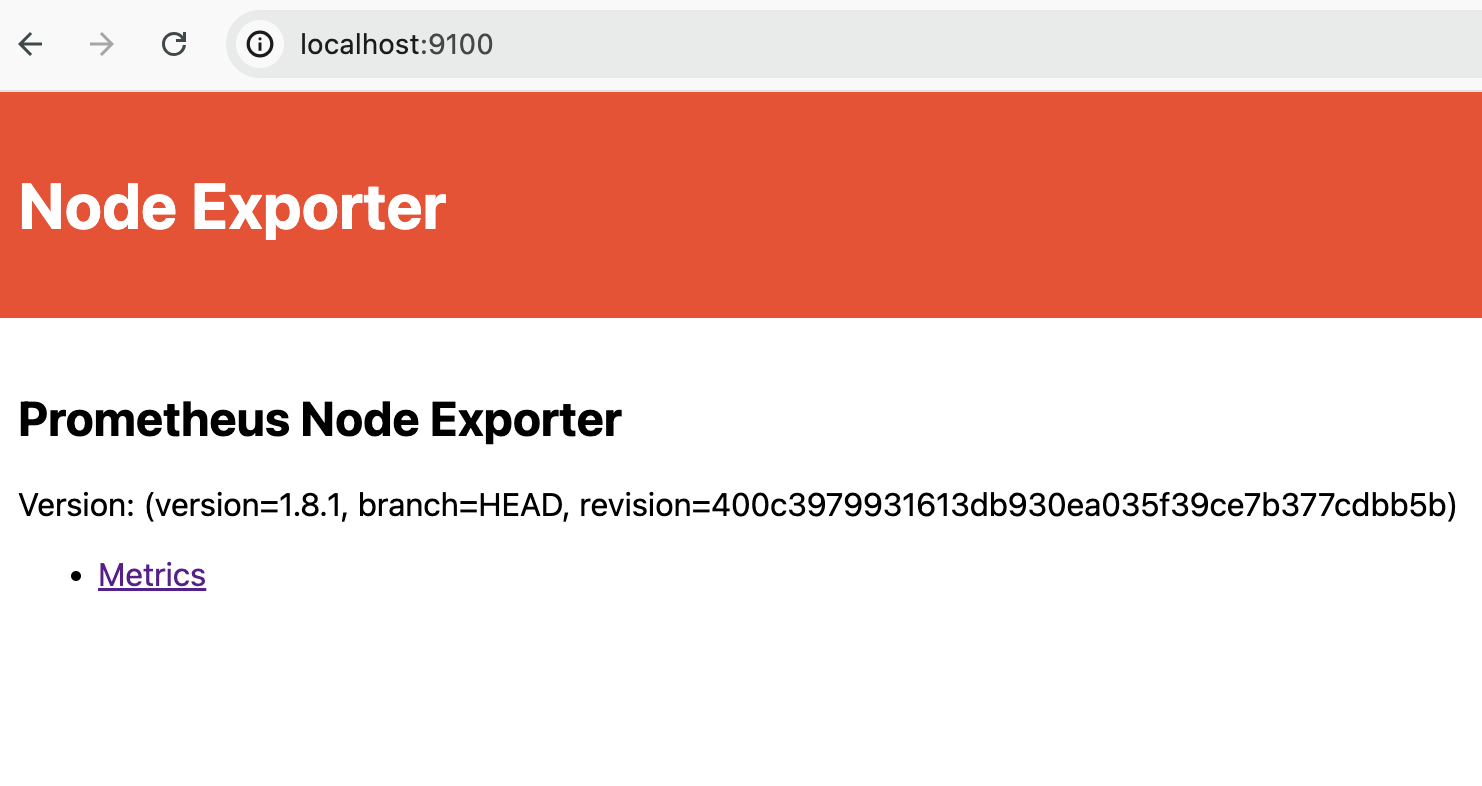 localhost:9100
Node Exporter
Prometheus Node Exporter
Version: (version=1.8.1, branch=HEAD, revision=400c3979931613db930ea035f39ce7b377cdbb5b)
Metrics